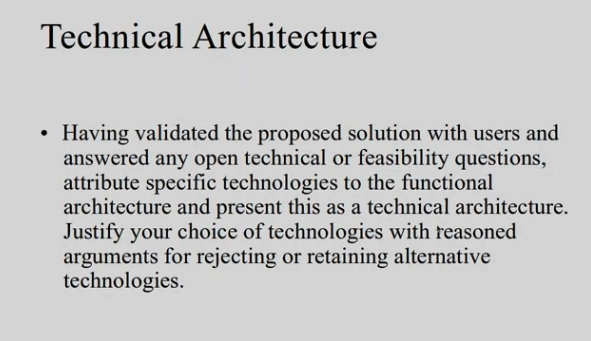 Technical Architecture
• Having validated the proposed solution with users and
answered any open technical or feasibility questions,
attribute specific technologies to the functional
architecture and present this as a technical architecture.
Justify your choice of technologies with reasoned
arguments for rejecting or retaining alternative
technologies.